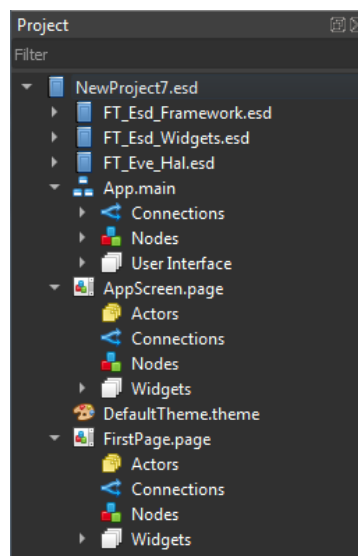 Project
Filter
NewProject7.esd
FT_Esd_Framework.esd
FT_Esd_Widgets.esd
FT_Eve_Hal.esd
App.main
Connections
Nodes
User Interface
AppScreen.page
Actors
Connections
Nodes
Widgets
DefaultTheme.theme
FirstPage.page
Actors
Connections
Nodes
Widgets